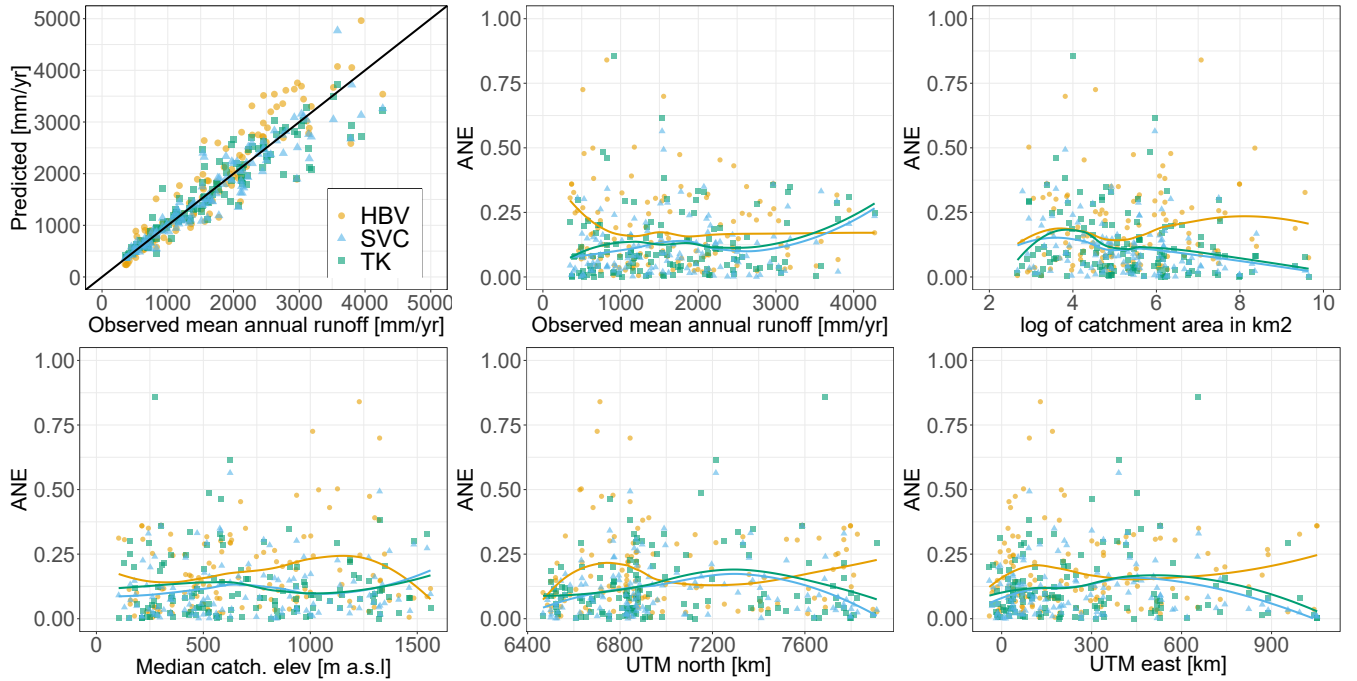 5000
4000
3000
2000
1000
0
Predicted [mm/yr]
HBV
SVC
TK
0 1000 2000 3000 4000 5000
Observed mean annual runoff [mm/yr]
1.00
0.75
0.50
0.25
0.00
ANE
0 1000 2000 3000 4000
Observed mean annual runoff [mm/yr]
1.00
0.75
0.50
0.25
0.00
ANE
2 4 6 8 10
log of catchment area in km2
1.00
0.75
0.50
0.25
0.00
ANE
0 500 1000 1500
Median catch. elev [m a.s.l]
1.00
0.75
0.50
0.25
0.00
ANE
6400 6800 7200 7600
UTM north [km]
1.00
0.75
0.50
0.25
0.00
ANE
0 300 600 900
UTM east [km]